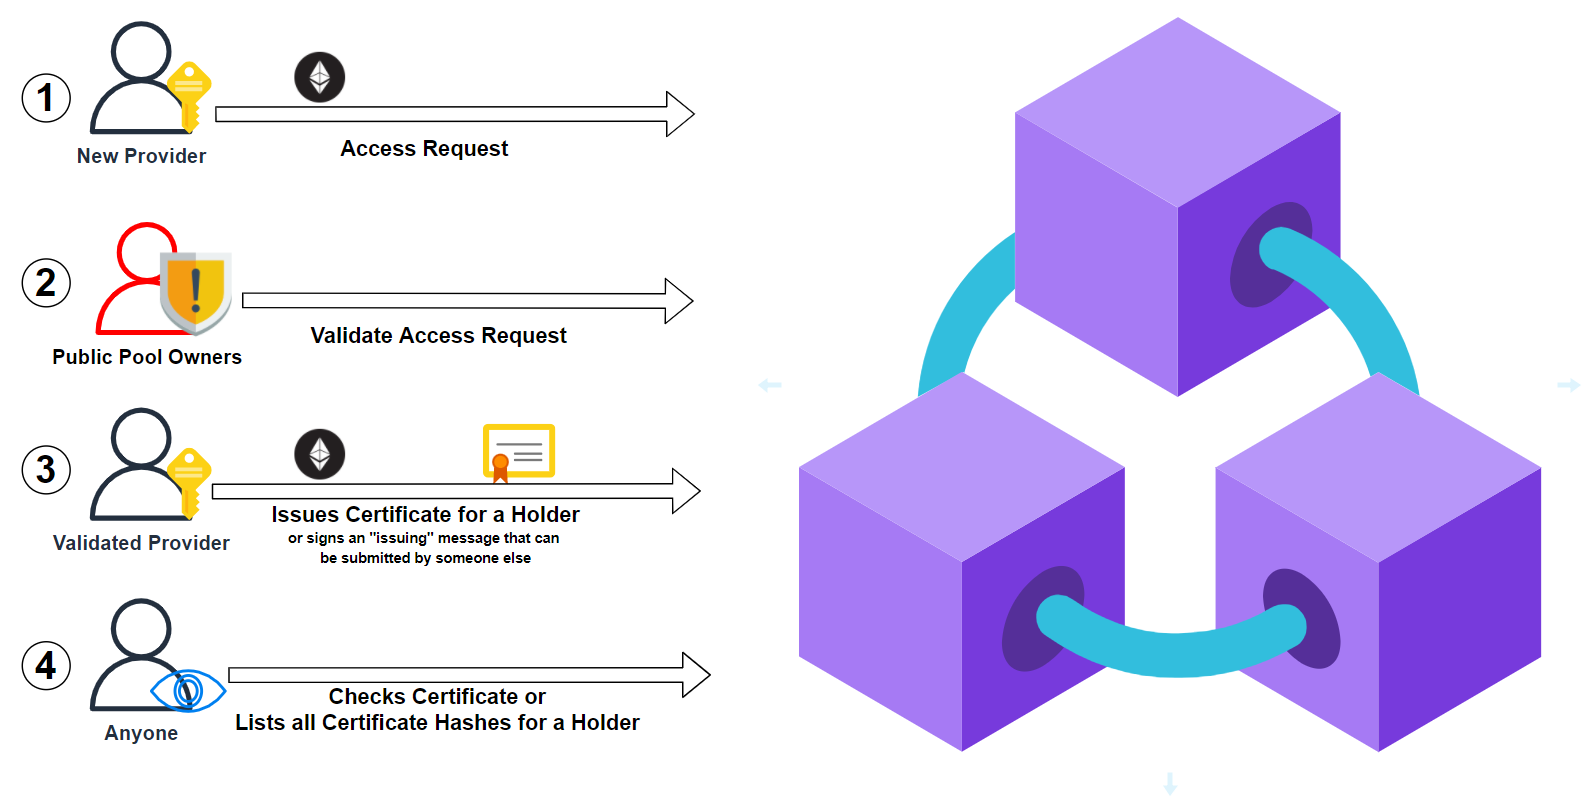 1
New Provider
Access Request
2
Public Pool Owners
Validate Access Request
3
Validated Provider
Issues Certificate for a Holder
or signs an "issuing" message that can
be submitted by someone else
4
Anyone
Checks Certificate or
Lists all Certificate Hashes for a Holder